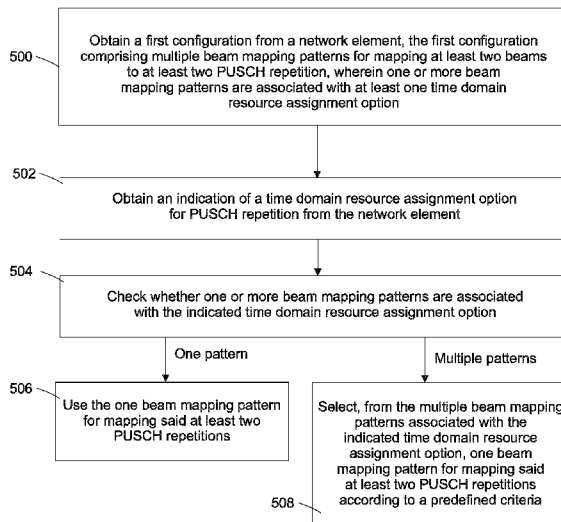 500
Obtain a first configuration from a network element, the first configuration
comprising multiple beam mapping patterns for mapping at least two beams
to at least two PUSCH repetition, wherein one or more beam
mapping patterns are associated with at least one time domain
resource assignment option
502
Obtain an indication of a time domain resource assignment option
for PUSCH repetition from the network element
504
Check whether one or more beam mapping patterns are associated
with the indicated time domain resource assignment option
One pattern
Multiple patterns
506
Use the one beam mapping pattern
for mapping said at least two
PUSCH repetitions
Select, from the multiple beam mapping
patterns associated with the
indicated time domain resource
assignment option, one beam
mapping pattern for mapping said
at least two PUSCH repetitions
according to a predefined criteria
508